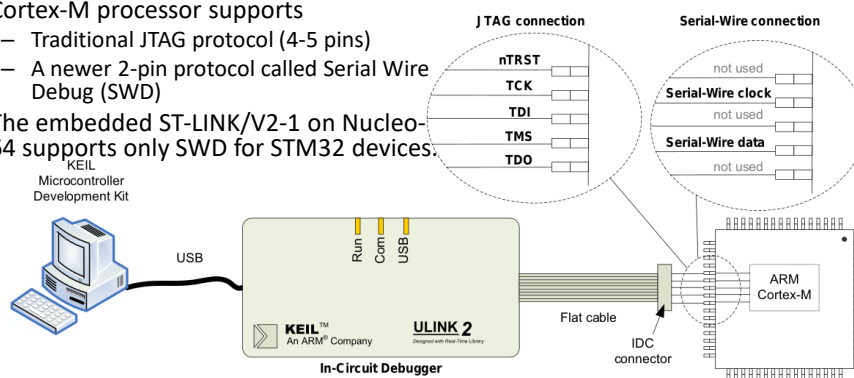 Cortex-M processor supports
– Traditional JTAG protocol (4-5 pins)
– A newer 2-pin protocol called Serial Wire
Debug (SWD)
The embedded ST-LINK/V2-1 on Nucleo-
64 supports only SWD for STM32 devices.
JTAG connection
nTRST
TCK
TDI
TMS
TDO
Serial-Wire connection
not used
Serial-Wire clock
not used
Serial-Wire data
not used
KEIL
Microcontroller
Development Kit
USB
Run
Com
USB
KEIL™
An ARM® Company
ULINK 2
Designed with Real-Time Library
In-Circuit Debugger
Flat cable
IDC
connector
ARM
Cortex-M